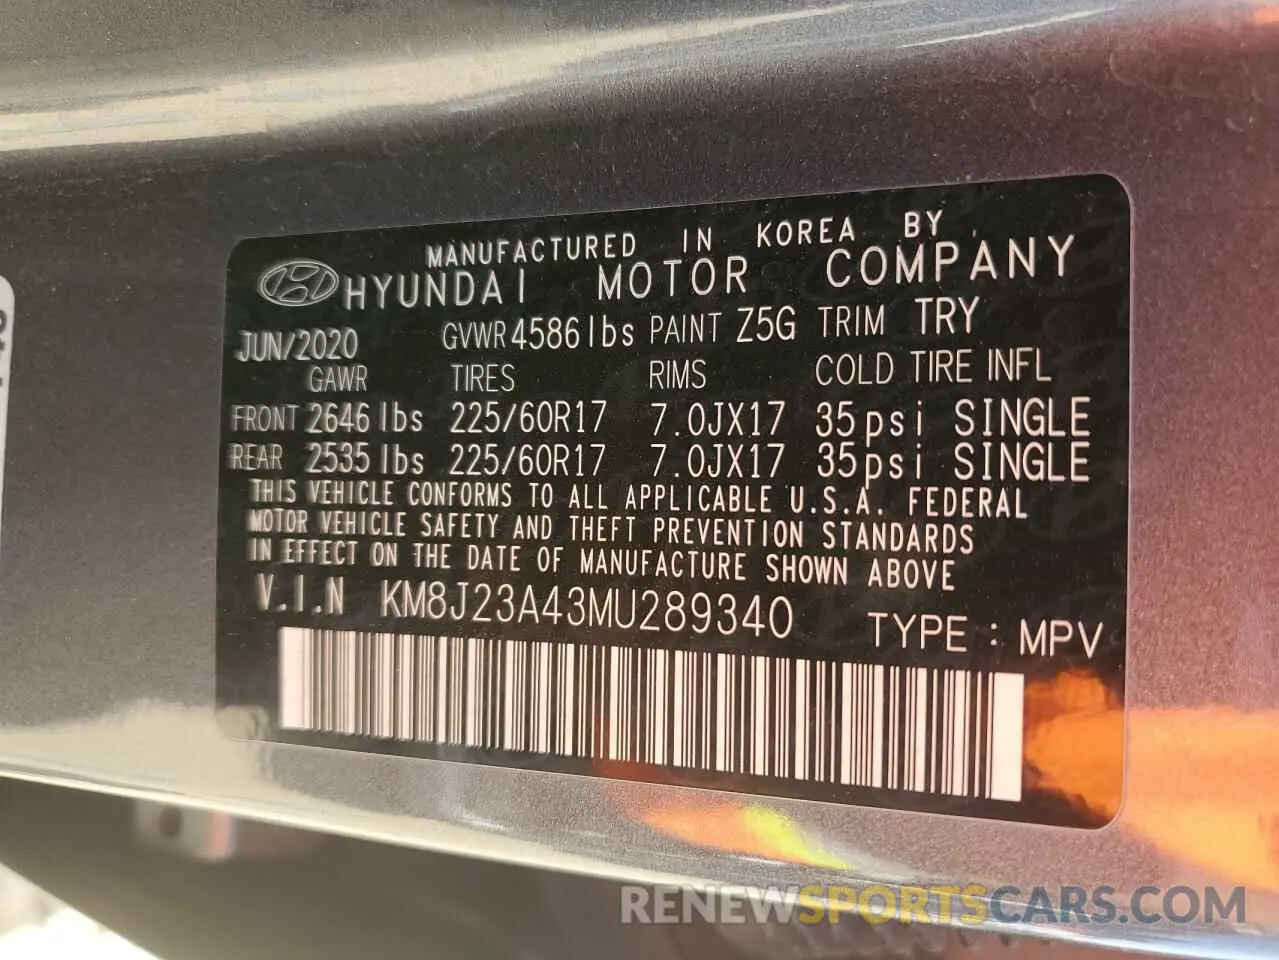 MANUFACTURED IN KOREA BY
HYUNDAI MOTOR COMPANY
JUN/2020 GVWR 4586 lbs PAINT Z5G TRIM TRY
GAWR TIRES RIMS COLD TIRE INFL
FRONT 2646 lbs 225/60R17 7.0JX17 35psi SINGLE
REAR 2535 lbs 225/60R17 7.0JX17 35psi SINGLE
THIS VEHICLE CONFORMS TO ALL APPLICABLE U.S.A. FEDERAL
MOTOR VEHICLE SAFETY AND THEFT PREVENTION STANDARDS
IN EFFECT ON THE DATE OF MANUFACTURE SHOWN ABOVE
V.I.N KM8J23A43MU289340 TYPE : MPV
RENEWSPORTSCARS.COM